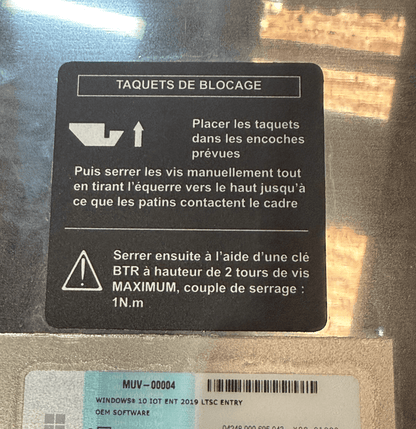 TAQUETS DE BLOCAGE
Placer les taquets
dans les encoches
prévues
Puis serrer les vis manuellement tout
en tirant l'équerre vers le haut jusqu'à
ce que les patins contactent le cadre
Serrer ensuite à l'aide d'une clé
BTR à hauteur de 2 tours de vis
MAXIMUM, couple de serrage :
1N.m
MUV-00004
WINDOWS® 10 IOT ENT 2019 LTSC ENTRY
OEM SOFTWARE